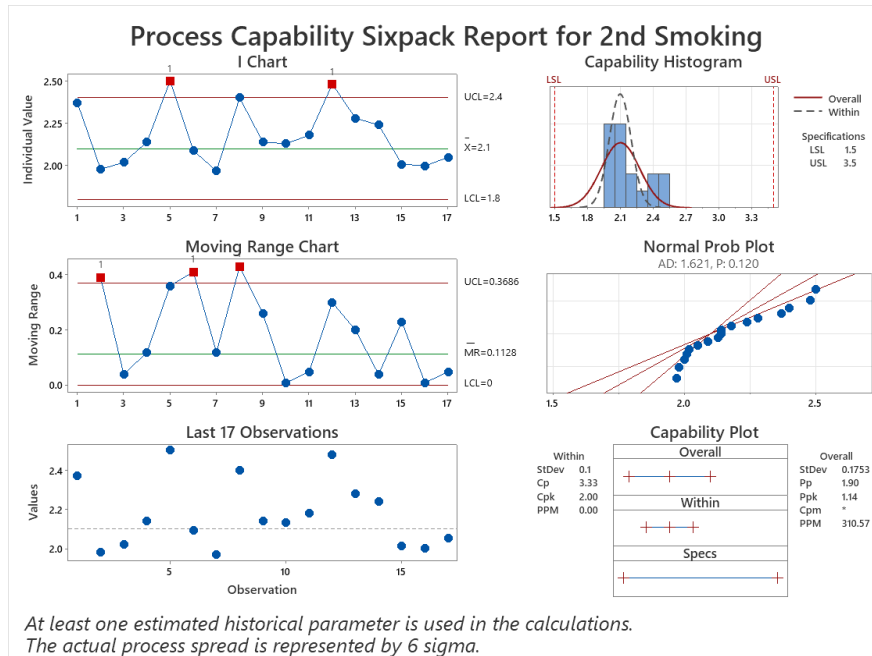 Process Capability Sixpack Report for 2nd Smoking
I Chart
Individual Value
2.50
2.25
2.00
1
1
UCL=2.4
_
X=2.1
LCL=1.8
1 3 5 7 9 11 13 15 17
Capability Histogram
LSL USL
Overall
Within
Specifications
LSL 1.5
USL 3.5
1.5 1.8 2.1 2.4 2.7 3.0 3.3
Moving Range Chart
Moving Range
0.4
0.2
0.0
1
1
1
UCL=0.3686
__
MR=0.1128
LCL=0
1 3 5 7 9 11 13 15 17
Normal Prob Plot
AD: 1.621, P: 0.120
1.5 2.0 2.5
Last 17 Observations
Values
2.4
2.0
5 10 15
Observation
Capability Plot
Within
StDev 0.1
Cp 3.33
Cpk 2.00
PPM 0.00
Overall
Within
Specs
Overall
StDev 0.1753
Pp 1.90
Ppk 1.14
Cpm *
PPM 310.57
At least one estimated historical parameter is used in the calculations.
The actual process spread is represented by 6 sigma.